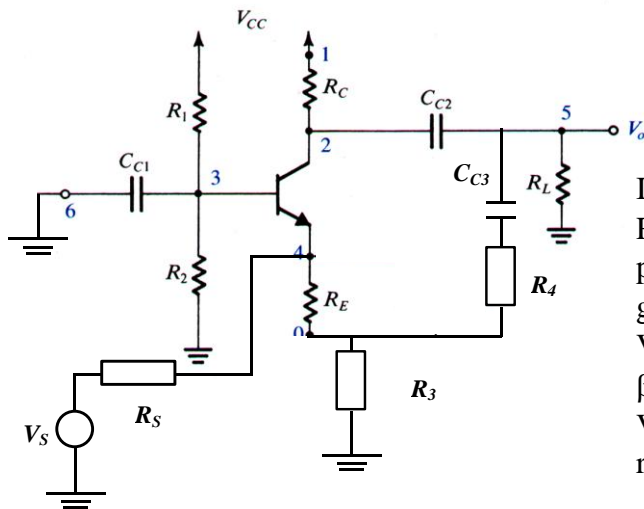 V_CC
1
R_1
R_C
C_C2
5
V_o
2
C_C1
3
C_C3
R_L
6
R_2
4
R_E
R_4
0
R_3
R_S
V_S
β